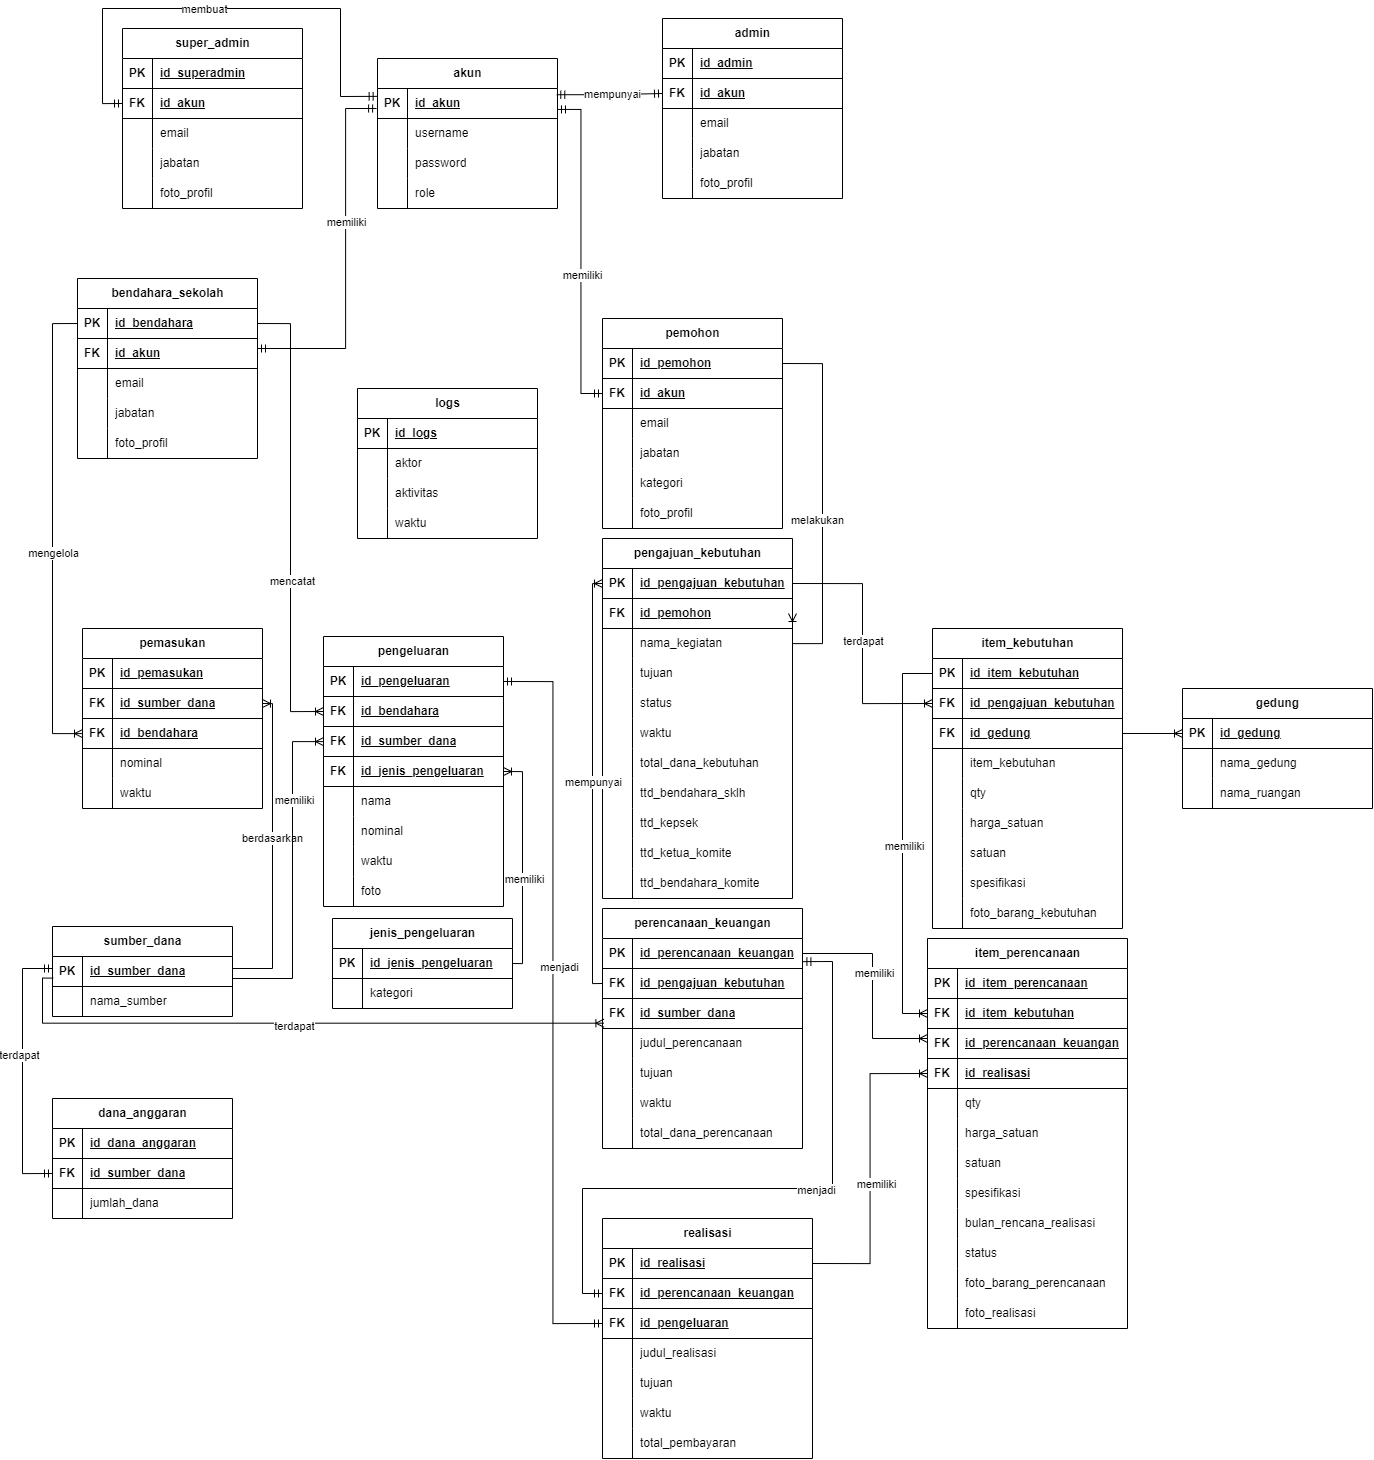 membuat
super_admin
PK id_superadmin
FK id_akun
email
jabatan
foto_profil
akun
PK id_akun
username
password
role
mempunyai
admin
PK id_admin
FK id_akun
email
jabatan
foto_profil
memiliki
memiliki
bendahara_sekolah
PK id_bendahara
FK id_akun
email
jabatan
foto_profil
logs
PK id_logs
aktor
aktivitas
waktu
pemohon
PK id_pemohon
FK id_akun
email
jabatan
kategori
foto_profil
melakukan
mengelola
mencatat
pengajuan_kebutuhan
PK id_pengajuan_kebutuhan
FK id_pemohon
nama_kegiatan
tujuan
status
waktu
total_dana_kebutuhan
ttd_bendahara_sklh
ttd_kepsek
ttd_ketua_komite
ttd_bendahara_komite
terdapat
mempunyai
pemasukan
PK id_pemasukan
FK id_sumber_dana
FK id_bendahara
nominal
waktu
memiliki
berdasarkan
pengeluaran
PK id_pengeluaran
FK id_bendahara
FK id_sumber_dana
FK id_jenis_pengeluaran
nama
nominal
waktu
foto
memiliki
item_kebutuhan
PK id_item_kebutuhan
FK id_pengajuan_kebutuhan
FK id_gedung
item_kebutuhan
qty
harga_satuan
satuan
spesifikasi
foto_barang_kebutuhan
memiliki
gedung
PK id_gedung
nama_gedung
nama_ruangan
sumber_dana
PK id_sumber_dana
nama_sumber
jenis_pengeluaran
PK id_jenis_pengeluaran
kategori
menjadi
terdapat
terdapat
perencanaan_keuangan
PK id_perencanaan_keuangan
FK id_pengajuan_kebutuhan
FK id_sumber_dana
judul_perencanaan
tujuan
waktu
total_dana_perencanaan
memiliki
item_perencanaan
PK id_item_perencanaan
FK id_item_kebutuhan
FK id_perencanaan_keuangan
FK id_realisasi
qty
harga_satuan
satuan
spesifikasi
bulan_rencana_realisasi
status
foto_barang_perencanaan
foto_realisasi
dana_anggaran
PK id_dana_anggaran
FK id_sumber_dana
jumlah_dana
menjadi
memiliki
realisasi
PK id_realisasi
FK id_perencanaan_keuangan
FK id_pengeluaran
judul_realisasi
tujuan
waktu
total_pembayaran